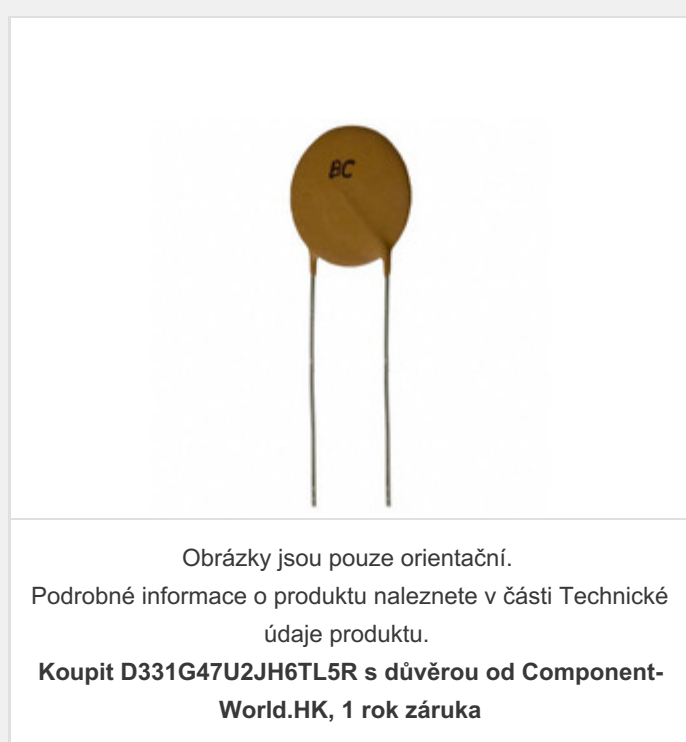 BC
Obrázky jsou pouze orientační.
Podrobné informace o produktu naleznete v části Technické
údaje produktu.
Koupit D331G47U2JH6TL5R s důvěrou od Component-
World.HK, 1 rok záruka